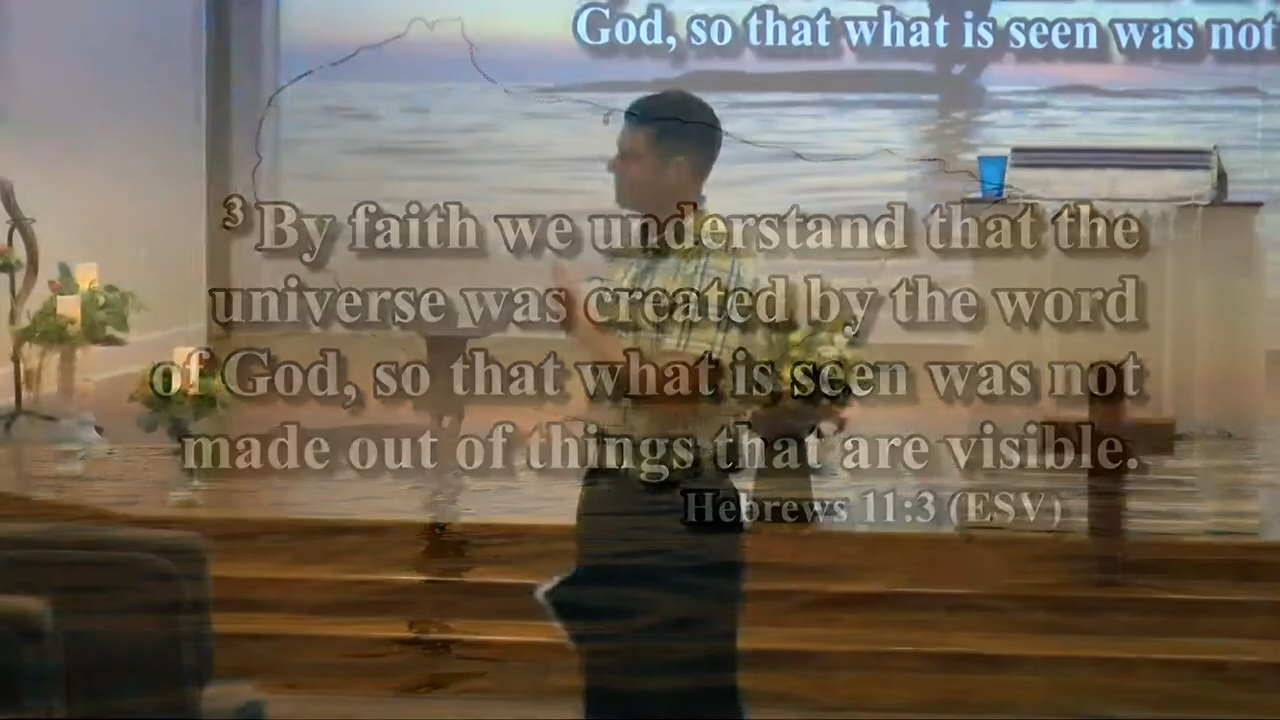 God, so that what is seen was not
3 By faith we understand that the
universe was created by the word
of God, so that what is seen was not
made out of things that are visible.
Hebrews 11:3 (ESV)